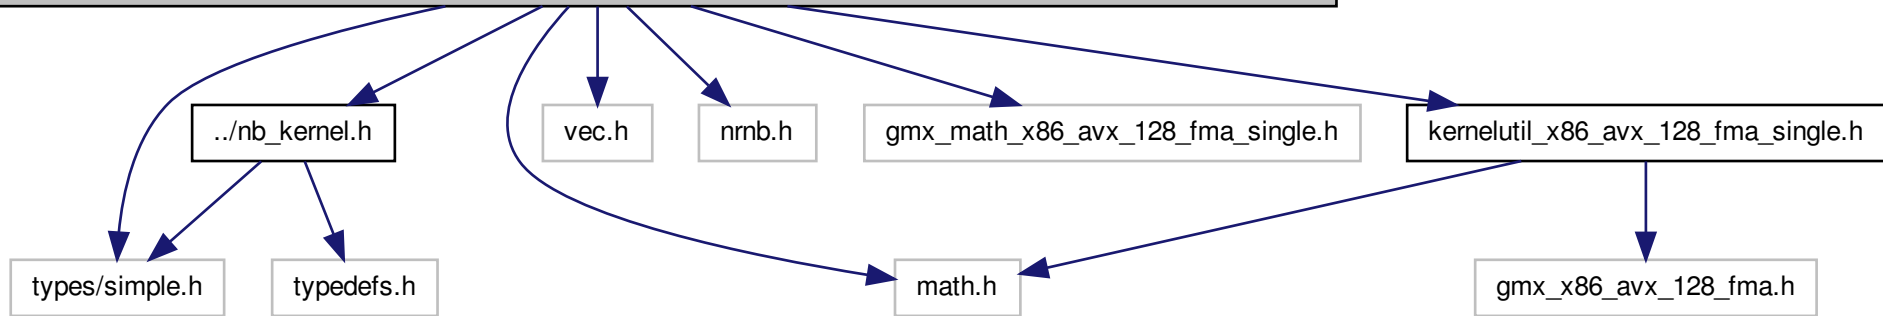 ../nb_kernel.h
vec.h
nrnb.h
gmx_math_x86_avx_128_fma_single.h
kernelutil_x86_avx_128_fma_single.h
types/simple.h
typedefs.h
math.h
gmx_x86_avx_128_fma.h